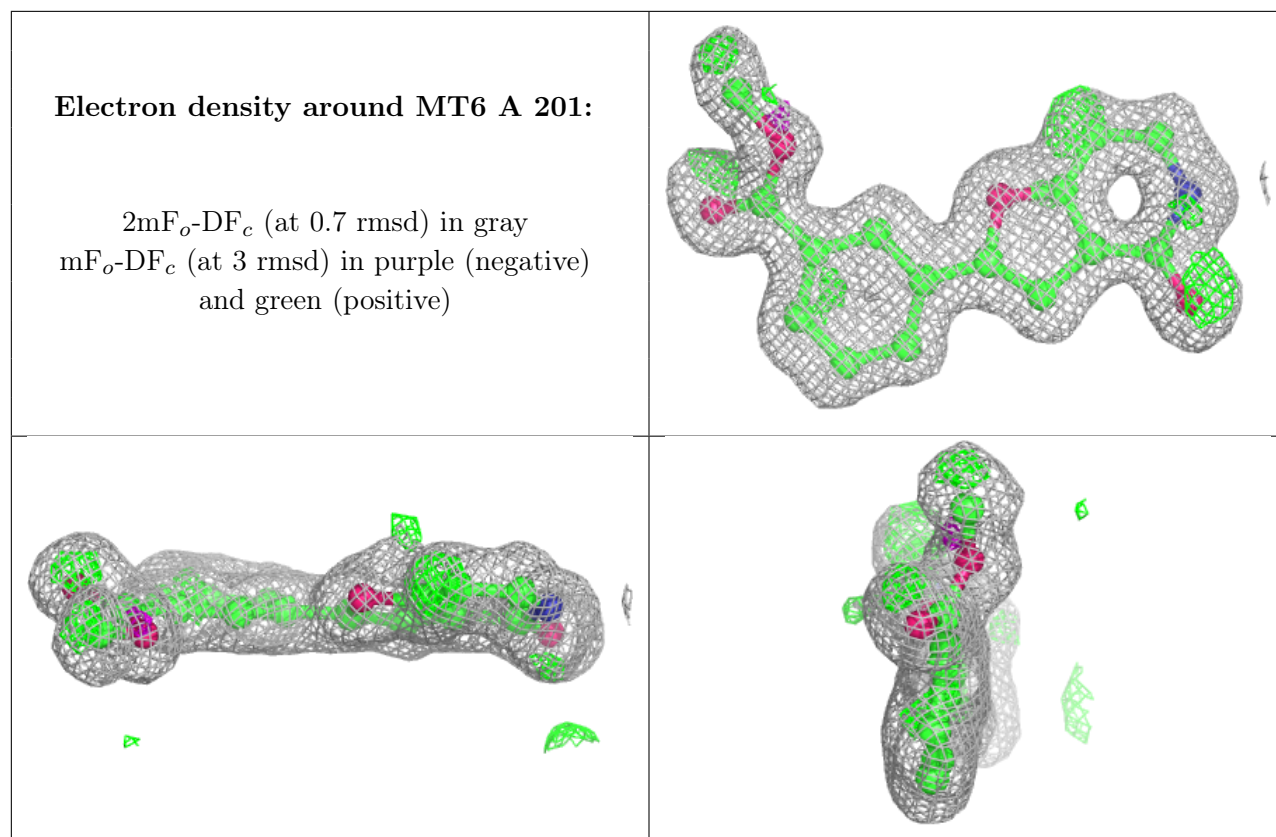 Electron density around MT6 A 201:
2mFo-DFc (at 0.7 rmsd) in gray
mFo-DFc (at 3 rmsd) in purple (negative)
and green (positive)